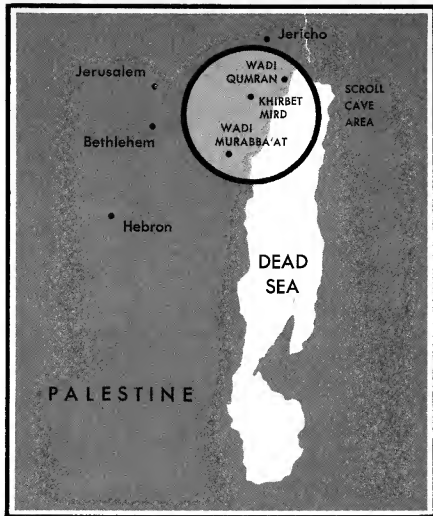 Jericho
WADI
QUMRAN
Jerusalem
KHIRBET
MIRD
SCROLL
CAVE
AREA
Bethlehem
WADI
MURABBA'AT
Hebron
DEAD
SEA
PALESTINE